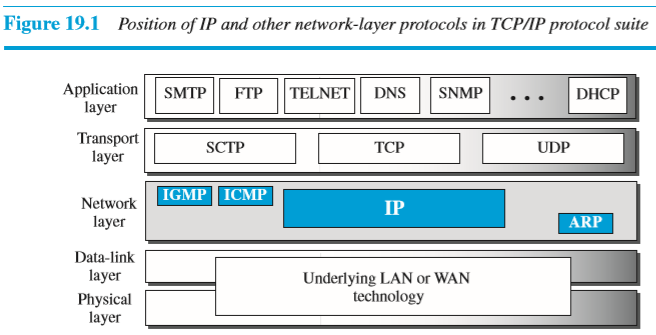 Figure 19.1 Position of IP and other network-layer protocols in TCP/IP protocol suite
Application
layer
SMTP FTP TELNET DNS SNMP • • • DHCP
Transport
layer
SCTP TCP UDP
Network
layer
IGMP ICMP IP ARP
Data-link
layer
Physical
layer
Underlying LAN or WAN
technology